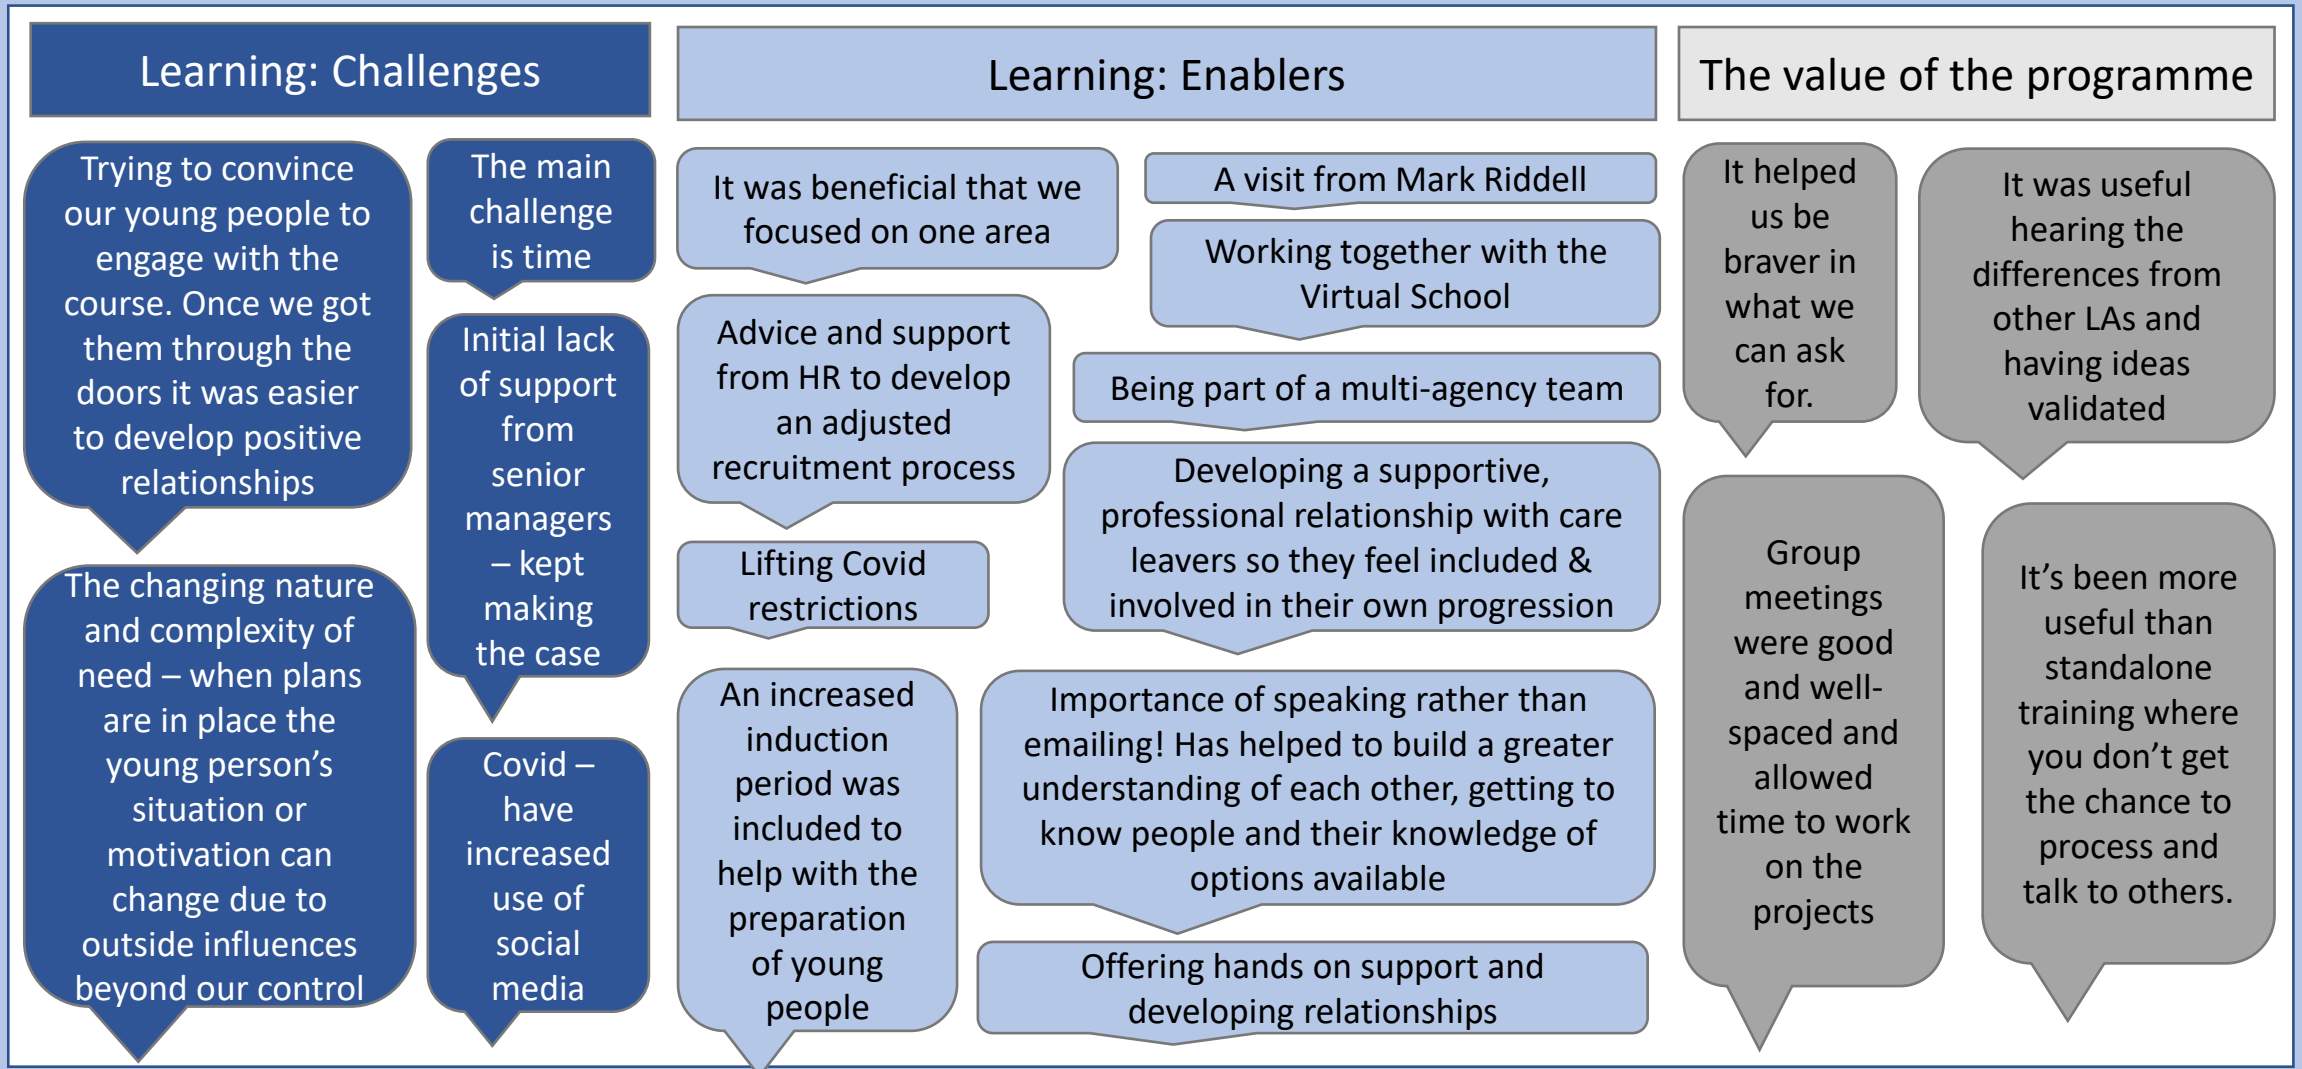 Learning: Challenges
Trying to convince
our young people to
engage with the
course. Once we got
them through the
doors it was easier
to develop positive
relationships
The changing nature
and complexity of
need – when plans
are in place the
young person’s
situation or
motivation can
change due to
outside influences
beyond our control
The main
challenge
is time
Initial lack
of support
from
senior
managers
– kept
making
the case
Covid –
have
increased
use of
social
media
Learning: Enablers
It was beneficial that we
focused on one area
Advice and support
from HR to develop
an adjusted
recruitment process
Lifting Covid
restrictions
An increased
induction
period was
included to
help with the
preparation
of young
people
A visit from Mark Riddell
Working together with the
Virtual School
Being part of a multi-agency team
Developing a supportive,
professional relationship with care
leavers so they feel included &
involved in their own progression
Importance of speaking rather than
emailing! Has helped to build a greater
understanding of each other, getting to
know people and their knowledge of
options available
Offering hands on support and
developing relationships
The value of the programme
It helped
us be
braver in
what we
can ask
for.
Group
meetings
were good
and well-
spaced and
allowed
time to work
on the
projects
It was useful
hearing the
differences from
other LAs and
having ideas
validated
It’s been more
useful than
standalone
training where
you don’t get
the chance to
process and
talk to others.